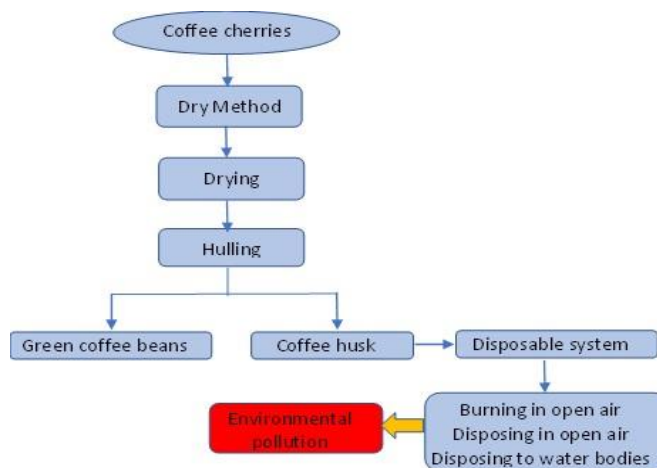 Coffee cherries
Dry Method
Drying
Hulling
Green coffee beans
Coffee husk
Disposable system
Burning in open air
Disposing in open air
Disposing to water bodies
Environmental
pollution